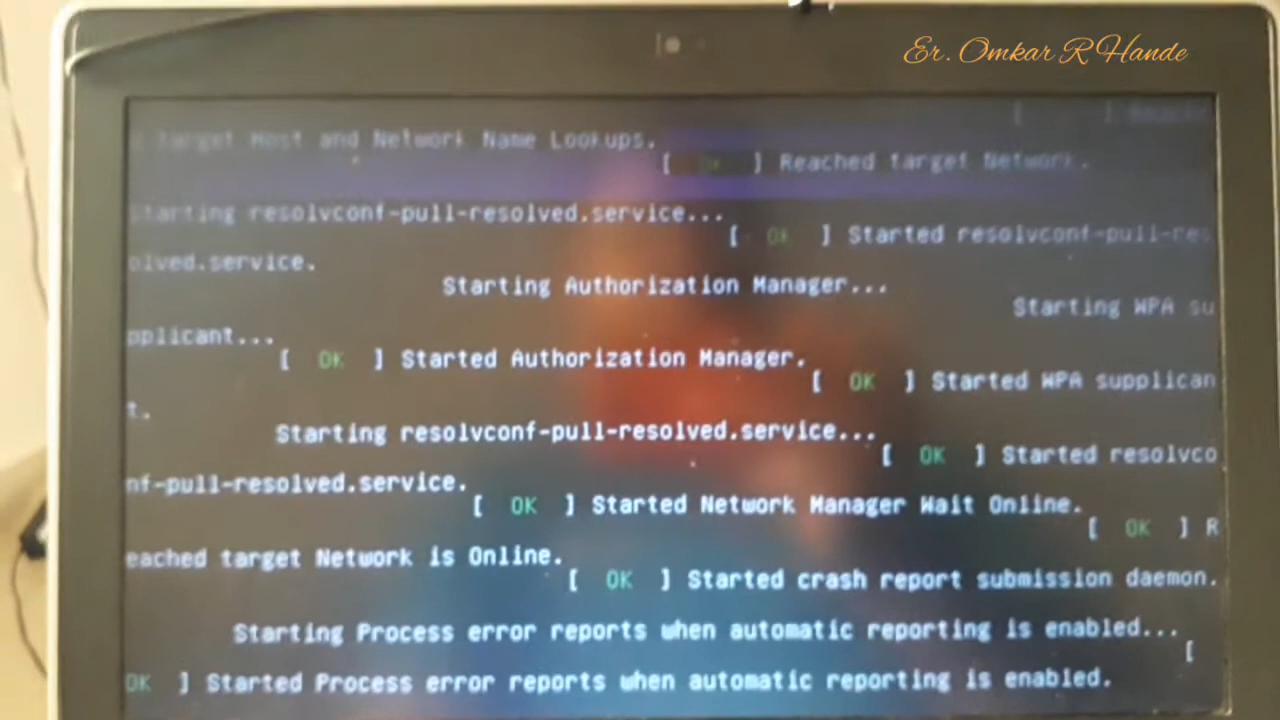 Er. Omkar R Hande
target Host and Network Name Lookups.
[ OK ] Reached target Network.
Starting resolvconf-pull-resolved.service...
[ OK ] Started resolvconf-pull-res
olved.service.
Starting Authorization Manager...
Starting WPA su
pplicant...
[ OK ] Started Authorization Manager.
[ OK ] Started WPA supplican
t.
Starting resolvconf-pull-resolved.service...
[ OK ] Started resolvco
nf-pull-resolved.service.
[ OK ] Started Network Manager Wait Online.
[ OK ] R
eached target Network is Online.
[ OK ] Started crash report submission daemon.
Starting Process error reports when automatic reporting is enabled...
[
OK ] Started Process error reports when automatic reporting is enabled.